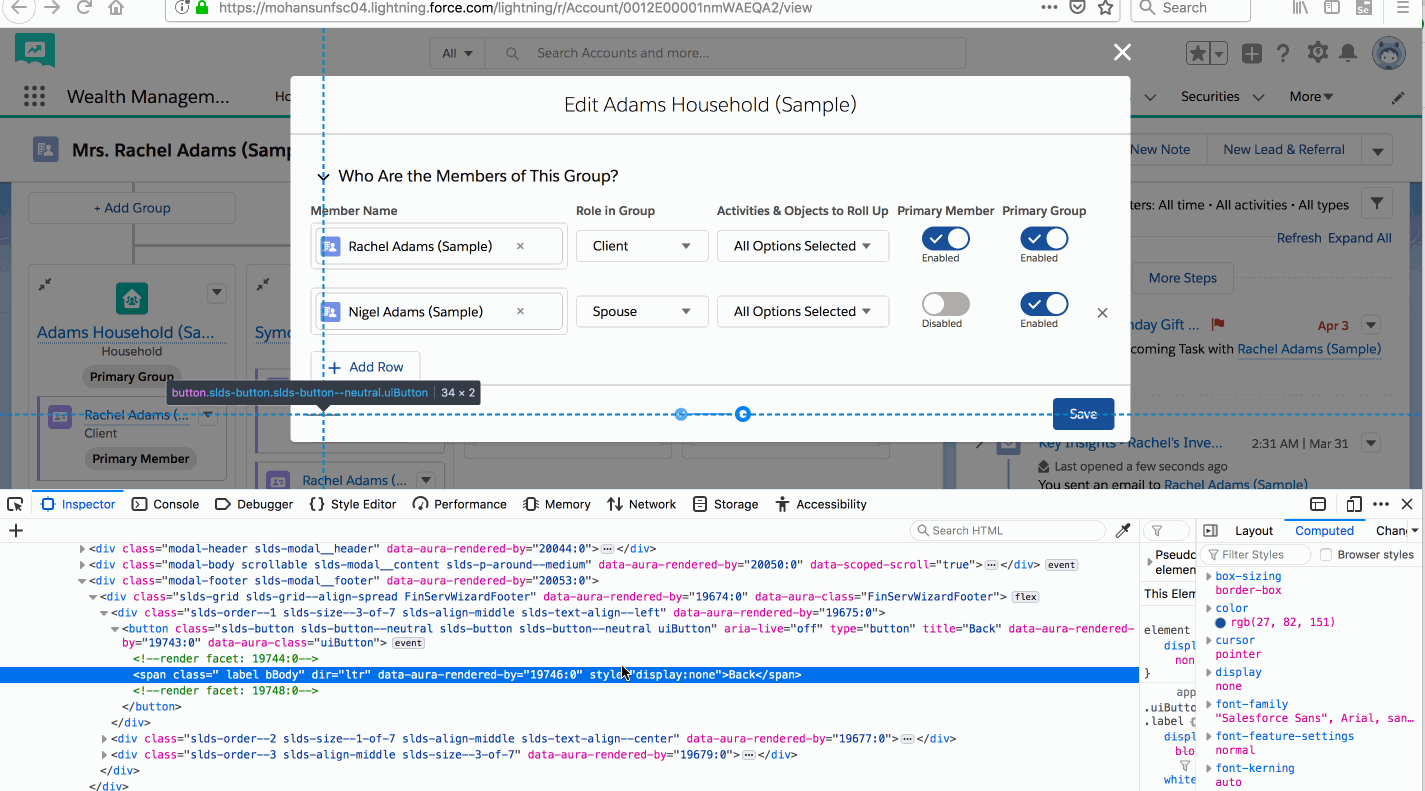 https://mohansunfsc04.lightning.force.com/lightning/r/Account/0012E00001nmWAEQA2/view
Search
All
Search Accounts and more...
Wealth Managem...
Securities
More
Edit Adams Household (Sample)
Mrs. Rachel Adams (Samp
New Note
New Lead & Referral
Who Are the Members of This Group?
+ Add Group
ters: All time • All activities • All types
Member Name
Role in Group
Activities & Objects to Roll Up
Primary Member
Primary Group
Refresh
Expand All
Rachel Adams (Sample)
Client
All Options Selected
Enabled
Enabled
More Steps
Nigel Adams (Sample)
Spouse
All Options Selected
Disabled
Enabled
Adams Household (Sa...
Household
Primary Group
Symo
nday Gift ...
Apr 3
coming Task with Rachel Adams (Sample)
Add Row
button.slds-button.slds-button--neutral.uiButton
34 × 2
Rachel Adams (...
Client
Primary Member
Save
Key Insights - Rachel's Inve...
2:31 AM | Mar 31
Last opened a few seconds ago
You sent an email to Rachel Adams (Sample)
Rachel Adams (...
Inspector
Console
Debugger
Style Editor
Performance
Memory
Network
Storage
Accessibility
Search HTML
Layout
Computed
Chan
<div class="modal-header slds-modal__header" data-aura-rendered-by="20044:0"></div>
<div class="modal-body scrollable slds-modal__content slds-p-around--medium" data-aura-rendered-by="20050:0" data-scoped-scroll="true"></div> event
<div class="modal-footer slds-modal__footer" data-aura-rendered-by="20053:0">
<div class="slds-grid slds-grid--align-spread FinServWizardFooter" data-aura-rendered-by="19674:0" data-aura-class="FinServWizardFooter"> flex
<div class="slds-order--1 slds-size--3-of-7 slds-align-middle slds-text-align--left" data-aura-rendered-by="19675:0">
<button class="slds-button slds-button--neutral slds-button slds-button--neutral uiButton" aria-live="off" type="button" title="Back" data-aura-rendered-
by="19743:0" data-aura-class="uiButton"> event
<!--render facet: 19744:0-->
<span class=" label bBody" dir="ltr" data-aura-rendered-by="19746:0" style="display:none">Back</span>
<!--render facet: 19748:0-->
</button>
</div>
<div class="slds-order--2 slds-size--1-of-7 slds-align-middle slds-text-align--center" data-aura-rendered-by="19677:0"></div>
<div class="slds-order--3 slds-align-middle slds-size--3-of-7" data-aura-rendered-by="19679:0"></div>
</div>
</div>
Pseudo
elemen
This Elem
element
displ
non
}
app
.uiButto
.label {
displ
blo
white
Filter Styles
Browser styles
box-sizing
border-box
color
rgb(27, 82, 151)
cursor
pointer
display
none
font-family
"Salesforce Sans", Arial, san...
font-feature-settings
normal
font-kerning
auto